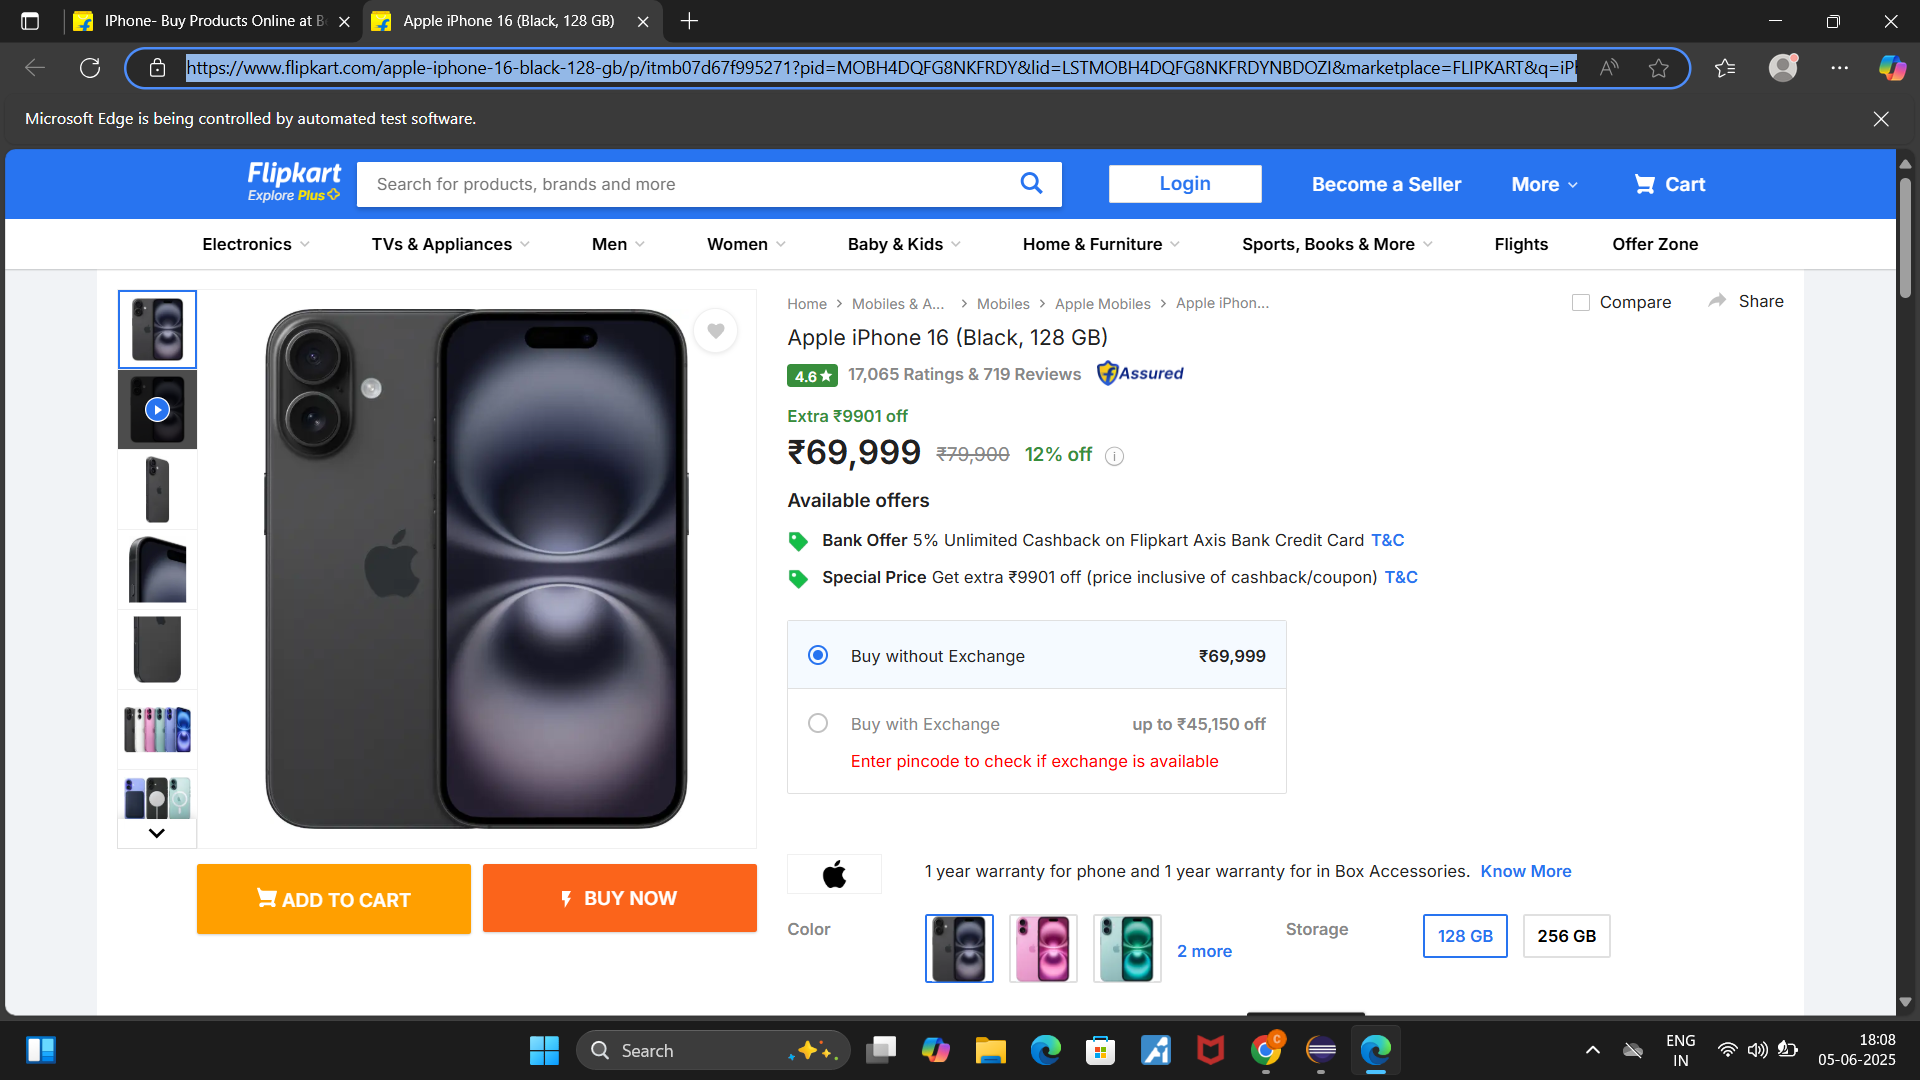 IPhone- Buy Products Online at Be
Apple iPhone 16 (Black, 128 GB)
https://www.flipkart.com/apple-iphone-16-black-128-gb/p/itmb07d67f995271?pid=MOBH4DQFG8NKFRDY&lid=LSTMOBH4DQFG8NKFRDYNBDOZI&marketplace=FLIPKART&q=iP
Microsoft Edge is being controlled by automated test software.
Flipkart
Explore Plus
Search for products, brands and more
Login
Become a Seller
More
Cart
Electronics
TVs & Appliances
Men
Women
Baby & Kids
Home & Furniture
Sports, Books & More
Flights
Offer Zone
Home
Mobiles & A...
Mobiles
Apple Mobiles
Apple iPhon...
Compare
Share
Apple iPhone 16 (Black, 128 GB)
4.6★ 17,065 Ratings & 719 Reviews
Assured
Extra ₹9901 off
₹69,999 ₹79,900 12% off
Available offers
Bank Offer 5% Unlimited Cashback on Flipkart Axis Bank Credit Card T&C
Special Price Get extra ₹9901 off (price inclusive of cashback/coupon) T&C
Buy without Exchange ₹69,999
Buy with Exchange up to ₹45,150 off
Enter pincode to check if exchange is available
ADD TO CART
BUY NOW
1 year warranty for phone and 1 year warranty for in Box Accessories. Know More
Color
2 more
Storage
128 GB
256 GB
Search
ENG
IN
18:08
05-06-2025